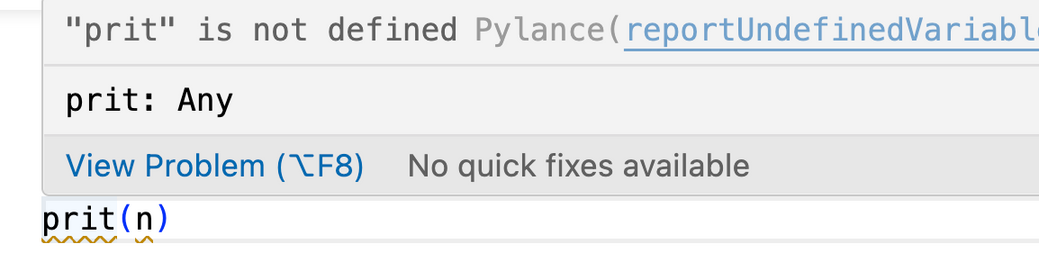 "prit" is not defined Pylance(reportUndefinedVariabl
prit: Any
View Problem (⌥F8) No quick fixes available
prit(n)